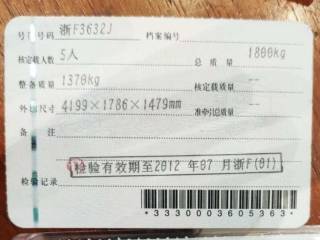 号牌号码 浙F3632J 档案编号
核定载人数 5人 总质量 1800kg
整备质量 1370kg 核定载质量 --
外廓尺寸 4199×1786×1479mm 准牵引总质量 --
备注
检验有效期至2012年07月浙F(01)
检验记录
*3330003605363*